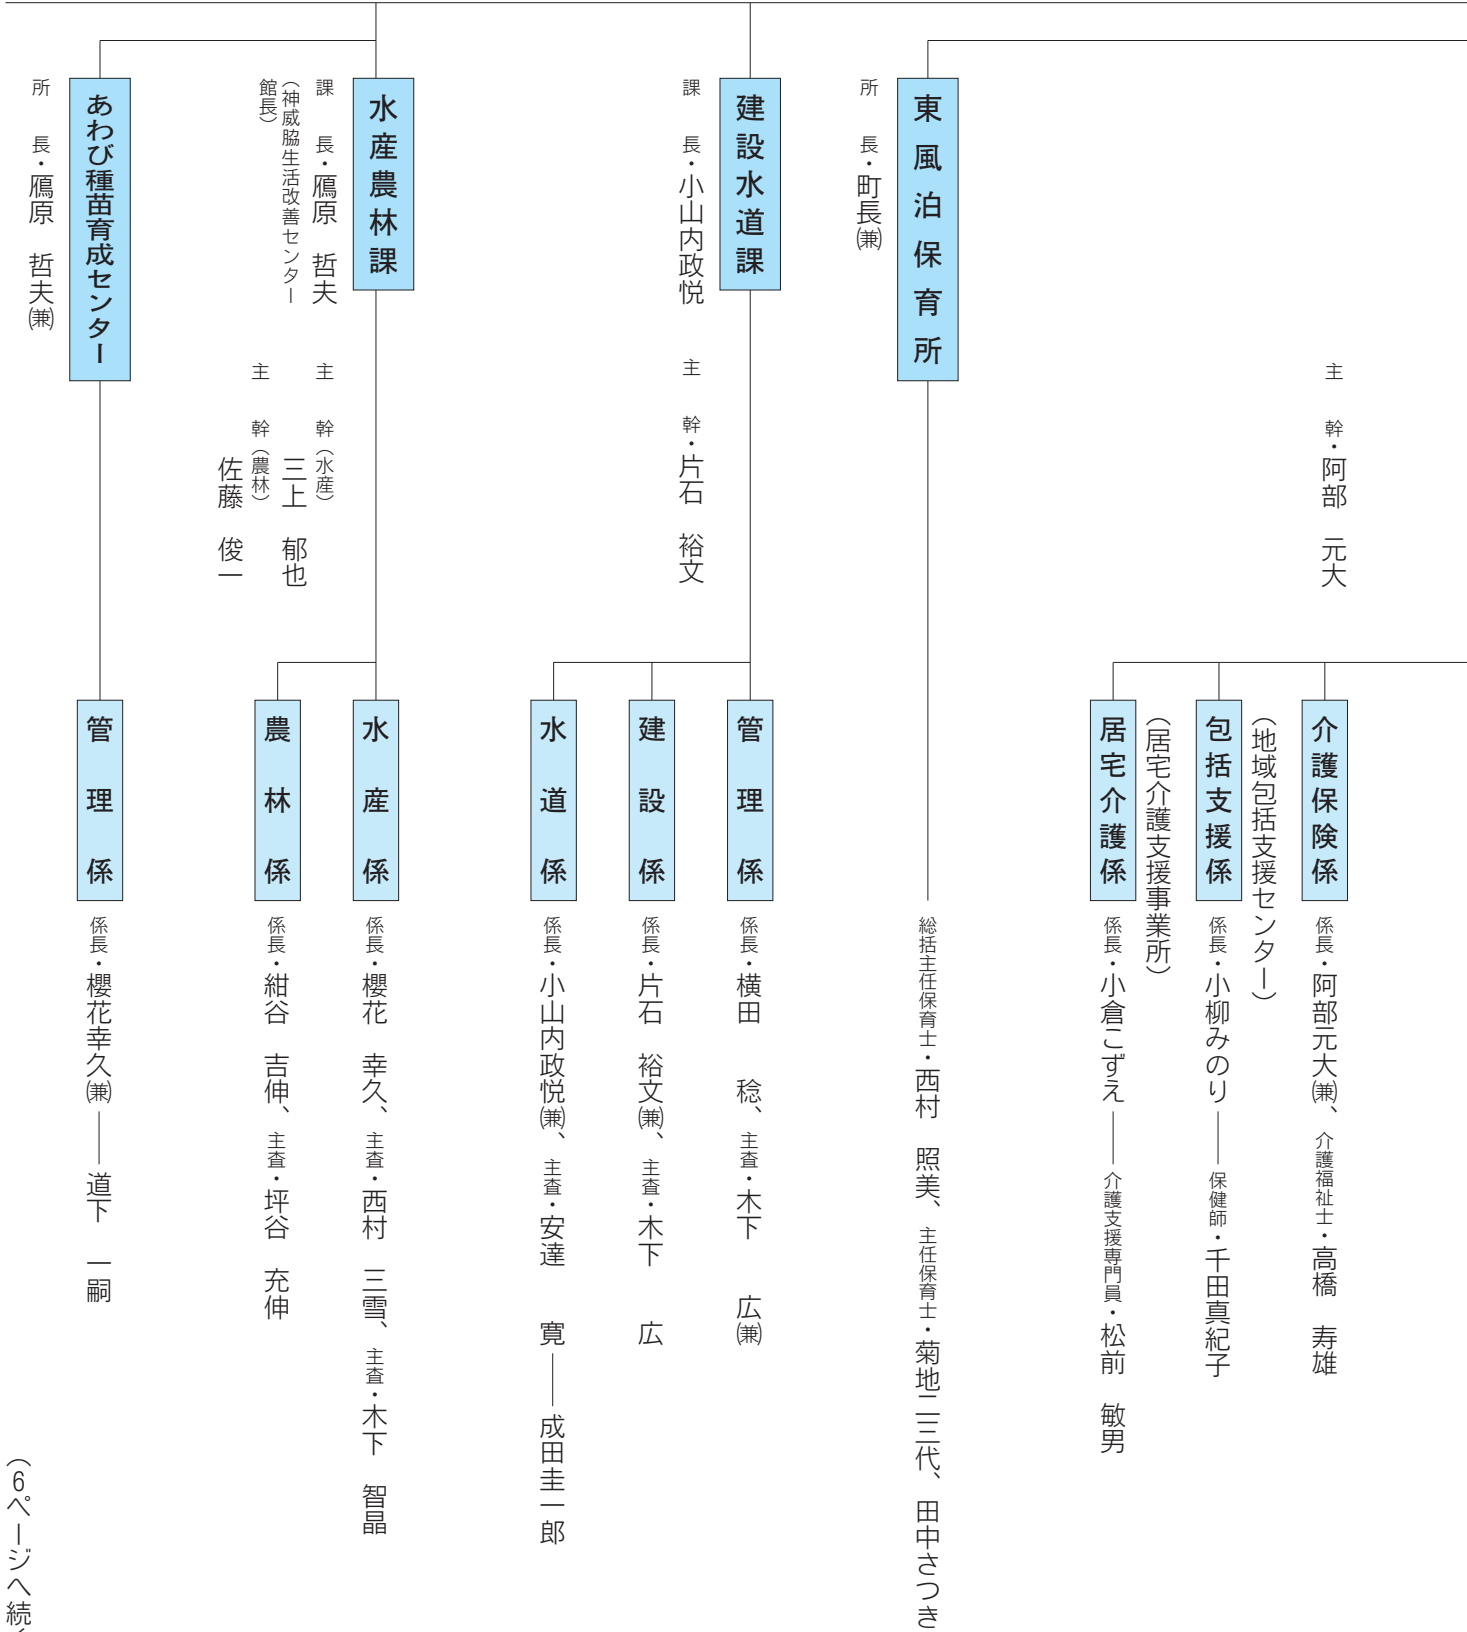 主幹・阿部　元大
介護保険係
係長・阿部元大㈱、介護福祉士・高橋　寿雄
（地域包括支援センター）
包括支援係
係長・小柳みのり――保健師・千田真紀子
（居宅介護支援事業所）
居宅介護係
係長・小倉こずえ――介護支援専門員・松前　敏男
東風泊保育所
所長・町長(兼)
総括主任保育士・西村　照美、主任保育士・菊地二三代、田中さつき
建設水道課
課長・小山内政悦
主幹・片石　裕文
管理係
係長・横田　稔、主査・木下　広(兼)
建設係
係長・片石　裕文(兼)、主査・木下　広
水道係
係長・小山内政悦(兼)、主査・安達　寛――成田圭一郎
水産農林課
課長・鴈原　哲夫
（神威脇生活改善センター
館長）
主幹（水産）
三上　郁也
主幹（農林）
佐藤　俊一
水産係
係長・櫻花　幸久、主査・西村　三雪、主査・木下　智晶
農林係
係長・紺谷　吉伸、主査・坪谷　充伸
あわび種苗育成センター
所長・鴈原　哲夫(兼)
管理係
係長・櫻花幸久(兼)――道下　一嗣
（6ページへ続く